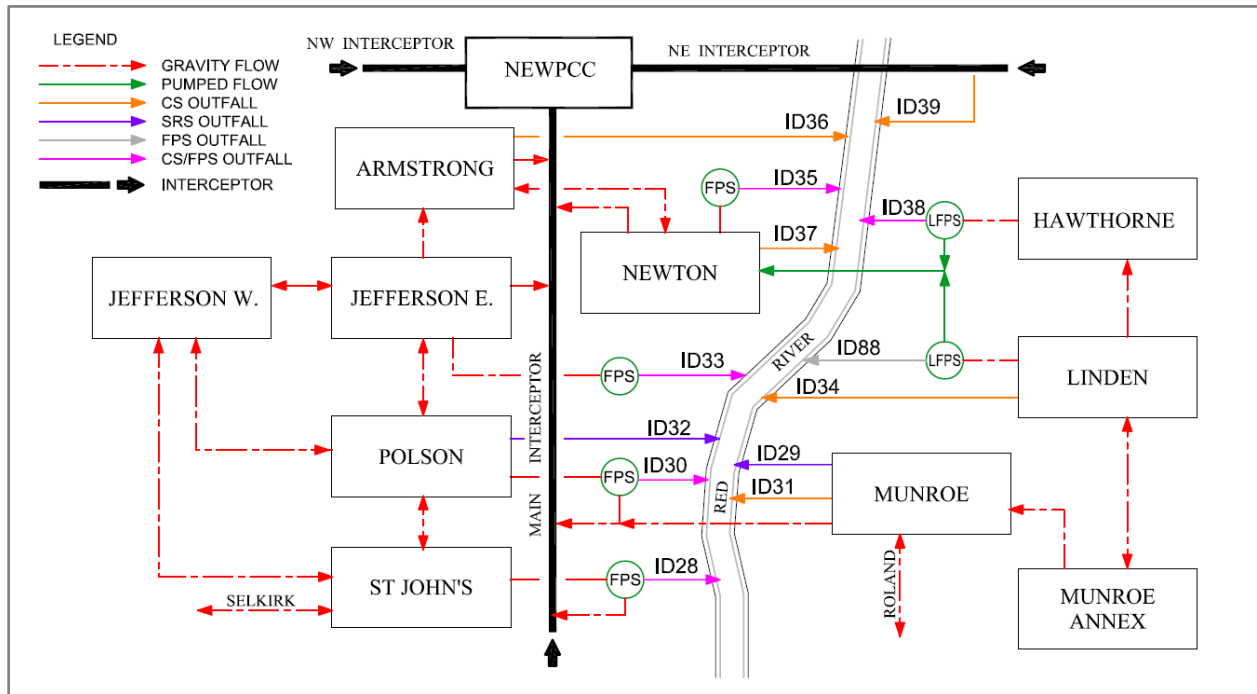 LEGEND
GRAVITY FLOW
PUMPED FLOW
CS OUTFALL
SRS OUTFALL
FPS OUTFALL
CS/FPS OUTFALL
INTERCEPTOR
NW INTERCEPTOR
NEWPCC
NE INTERCEPTOR
ID39
ID36
ARMSTRONG
FPS
ID35
ID38
LFPS
HAWTHORNE
ID37
NEWTON
JEFFERSON W.
JEFFERSON E.
RIVER
ID88
LFPS
LINDEN
FPS
ID33
ID34
MAIN INTERCEPTOR
ID32
POLSON
FPS
ID30
RED
ID29
ID31
MUNROE
ST JOHN'S
FPS
ID28
SELKIRK
ROLAND
MUNROE
ANNEX